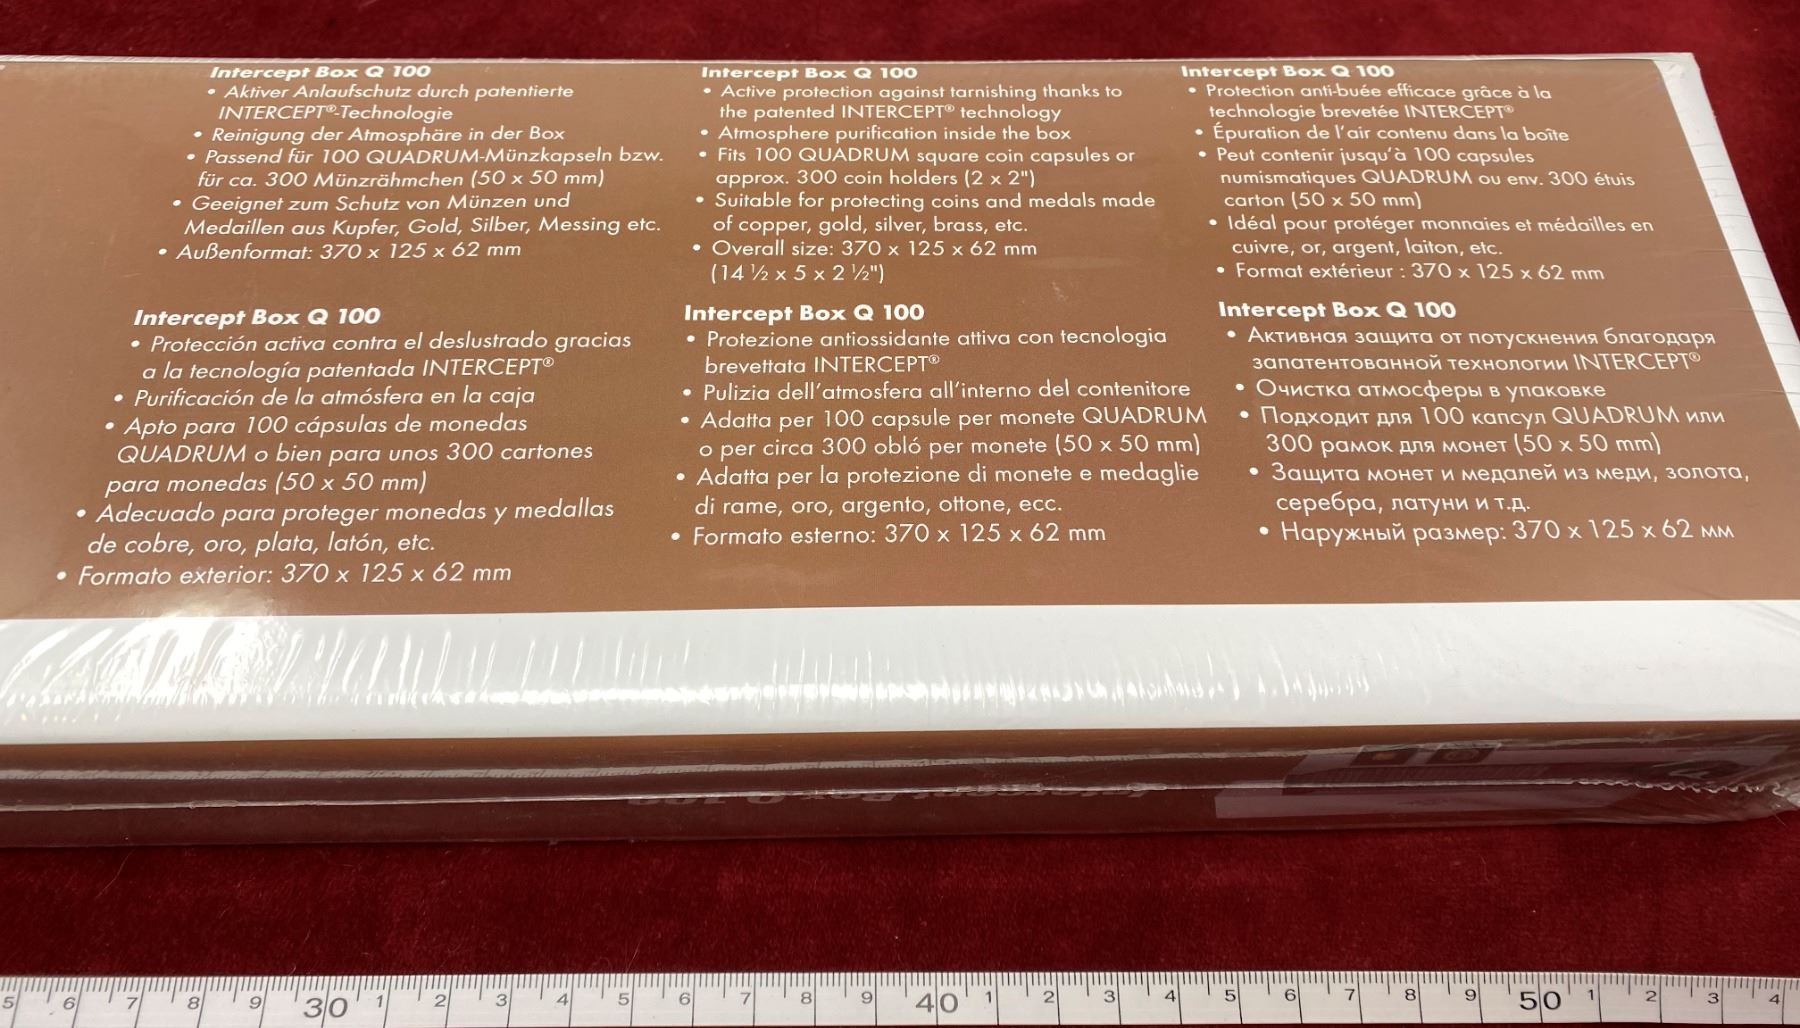 Intercept Box Q 100
• Aktiver Anlaufschutz durch patentierte
INTERCEPT®-Technologie
• Reinigung der Atmosphäre in der Box
• Passend für 100 QUADRUM-Münzkapseln bzw.
für ca. 300 Münzrähmchen (50 x 50 mm)
• Geeignet zum Schutz von Münzen und
Medaillen aus Kupfer, Gold, Silber, Messing etc.
• Außenformat: 370 x 125 x 62 mm
Intercept Box Q 100
• Active protection against tarnishing thanks to
the patented INTERCEPT® technology
• Atmosphere purification inside the box
• Fits 100 QUADRUM square coin capsules or
approx. 300 coin holders (2 x 2")
• Suitable for protecting coins and medals made
of copper, gold, silver, brass, etc.
• Overall size: 370 x 125 x 62 mm
(14 ½ x 5 x 2 ½")
Intercept Box Q 100
• Protection anti-buée efficace grâce à la
technologie brevetée INTERCEPT®
• Épuration de l'air contenu dans la boîte
• Peut contenir jusqu'à 100 capsules
numismatiques QUADRUM ou env. 300 étuis
carton (50 x 50 mm)
• Idéal pour protéger monnaies et médailles en
cuivre, or, argent, laiton, etc.
• Format extérieur : 370 x 125 x 62 mm
Intercept Box Q 100
• Protección activa contra el deslustrado gracias
a la tecnología patentada INTERCEPT®
• Purificación de la atmósfera en la caja
• Apto para 100 cápsulas de monedas
QUADRUM o bien para unos 300 cartones
para monedas (50 x 50 mm)
• Adecuado para proteger monedas y medallas
de cobre, oro, plata, latón, etc.
• Formato exterior: 370 x 125 x 62 mm
Intercept Box Q 100
• Protezione antiossidante attiva con tecnologia
brevettata INTERCEPT®
• Pulizia dell'atmosfera all'interno del contenitore
• Adatta per 100 capsule per monete QUADRUM
o per circa 300 obló per monete (50 x 50 mm)
• Adatta per la protezione di monete e medaglie
di rame, oro, argento, ottone, ecc.
• Formato esterno: 370 x 125 x 62 mm
Intercept Box Q 100
• Активная защита от потускнения благодаря
запатентованной технологии INTERCEPT®
• Очистка атмосферы в упаковке
• Подходит для 100 капсул QUADRUM или
300 рамок для монет (50 x 50 mm)
• Защита монет и медалей из меди, золота,
серебра, латуни и т.д.
• Наружный размер: 370 x 125 x 62 мм
Intercept Box Q 100
5 6 7 8 9 30 1 2 3 4 5 6 7 8 9 40 1 2 3 4 5 6 7 8 9 50 1 2 3 4